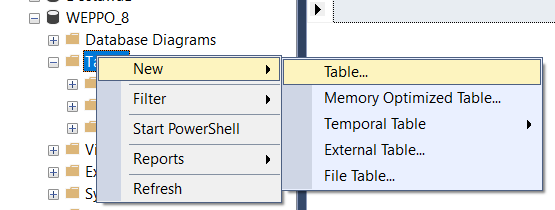 WEPPO_8
Database Diagrams
New
Table...
Filter
Memory Optimized Table...
Start PowerShell
Temporal Table
Reports
External Table...
Refresh
File Table...